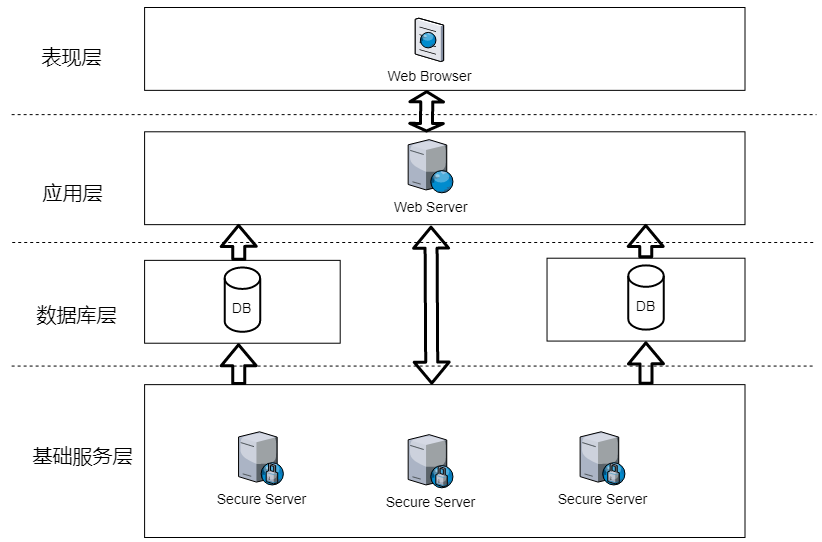 表现层
Web Browser
应用层
Web Server
数据库层
DB
DB
基础服务层
Secure Server
Secure Server
Secure Server